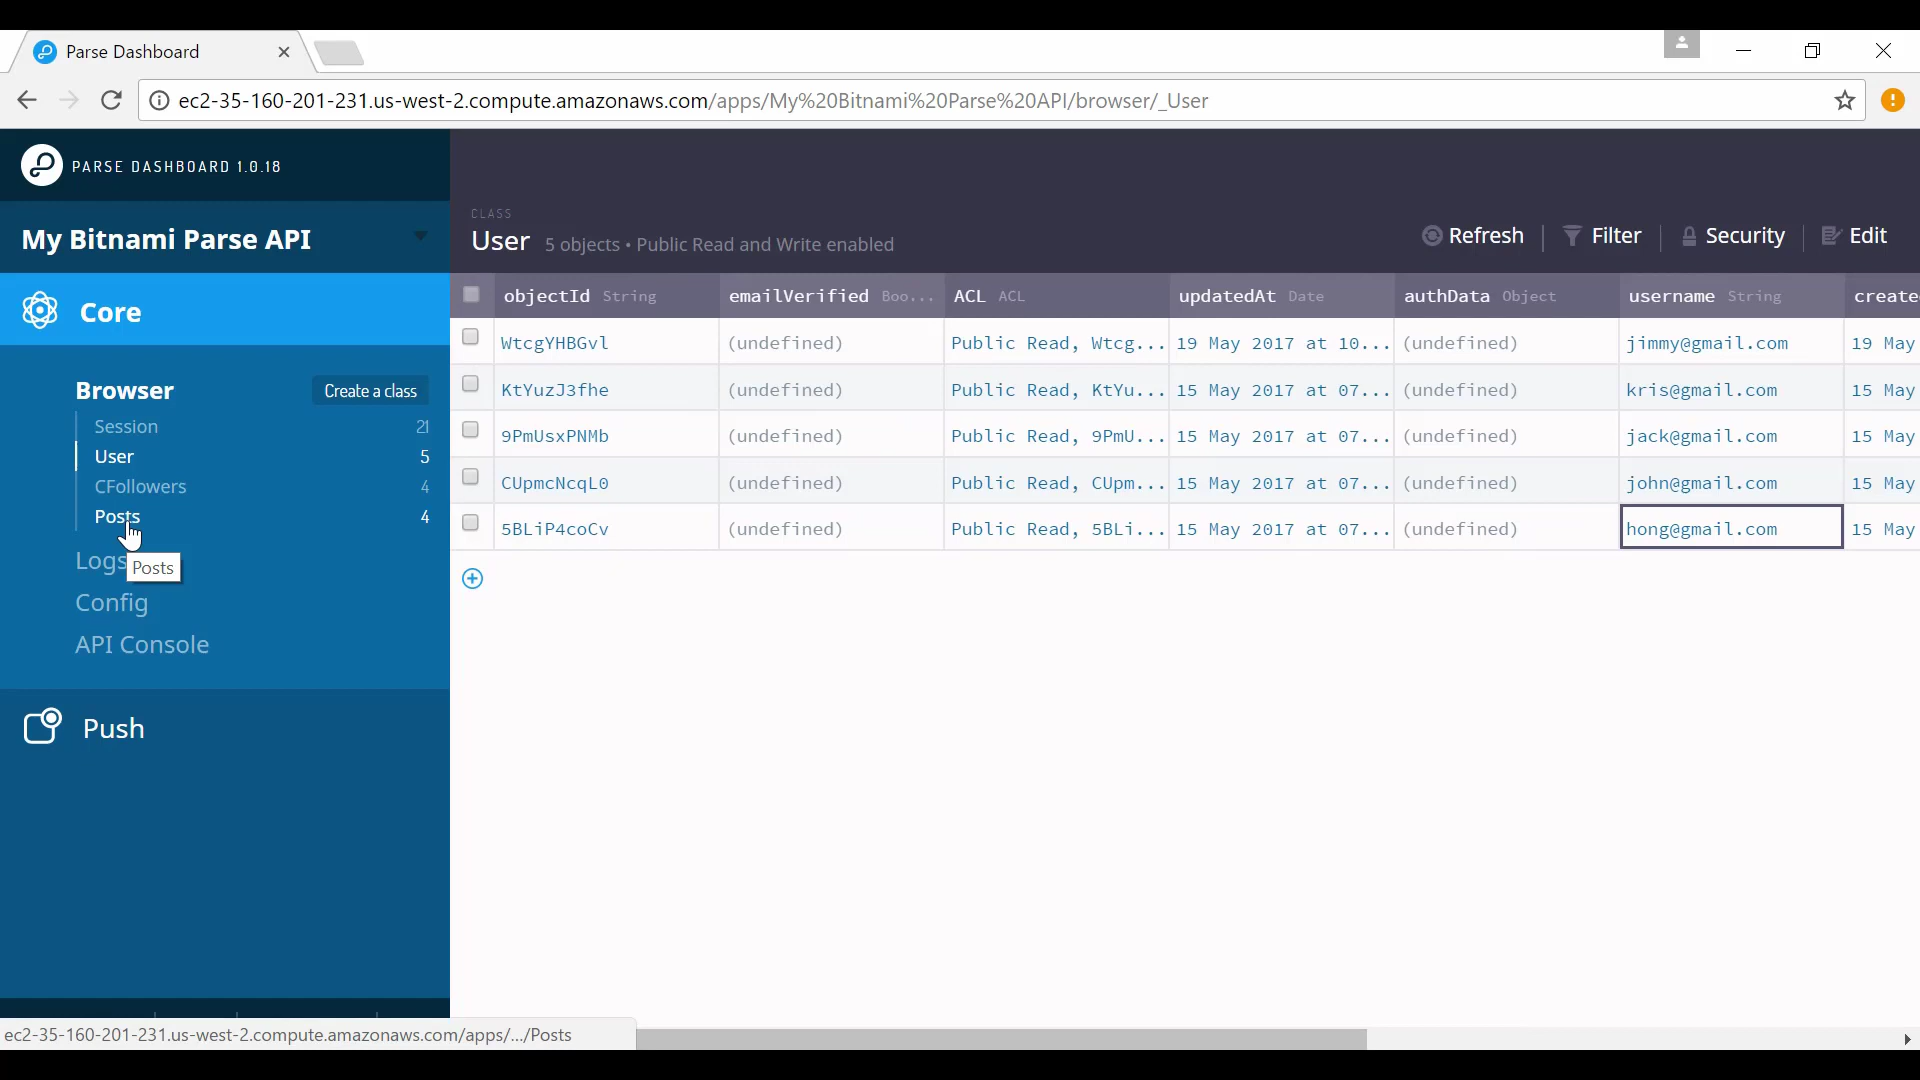 Parse Dashboard
ec2-35-160-201-231.us-west-2.compute.amazonaws.com/apps/My%20Bitnami%20Parse%20API/browser/_User
PARSE DASHBOARD 1.0.18
My Bitnami Parse API
Core
Browser Create a class
Session 21
User 5
CFollowers 4
Posts 4
Logs
Posts
Config
API Console
Push
CLASS
User 5 objects • Public Read and Write enabled
Refresh Filter Security Edit
objectId String emailVerified Boo... ACL ACL updatedAt Date authData Object username String create
WtcgYHBGvl (undefined) Public Read, Wtcg... 19 May 2017 at 10... (undefined) jimmy@gmail.com 19 May
KtYuzJ3fhe (undefined) Public Read, KtYu... 15 May 2017 at 07... (undefined) kris@gmail.com 15 May
9PmUsxPNMb (undefined) Public Read, 9PmU... 15 May 2017 at 07... (undefined) jack@gmail.com 15 May
CUpmcNcqL0 (undefined) Public Read, CUpm... 15 May 2017 at 07... (undefined) john@gmail.com 15 May
5BLiP4coCv (undefined) Public Read, 5BLi... 15 May 2017 at 07... (undefined) hong@gmail.com 15 May
ec2-35-160-201-231.us-west-2.compute.amazonaws.com/apps/.../Posts